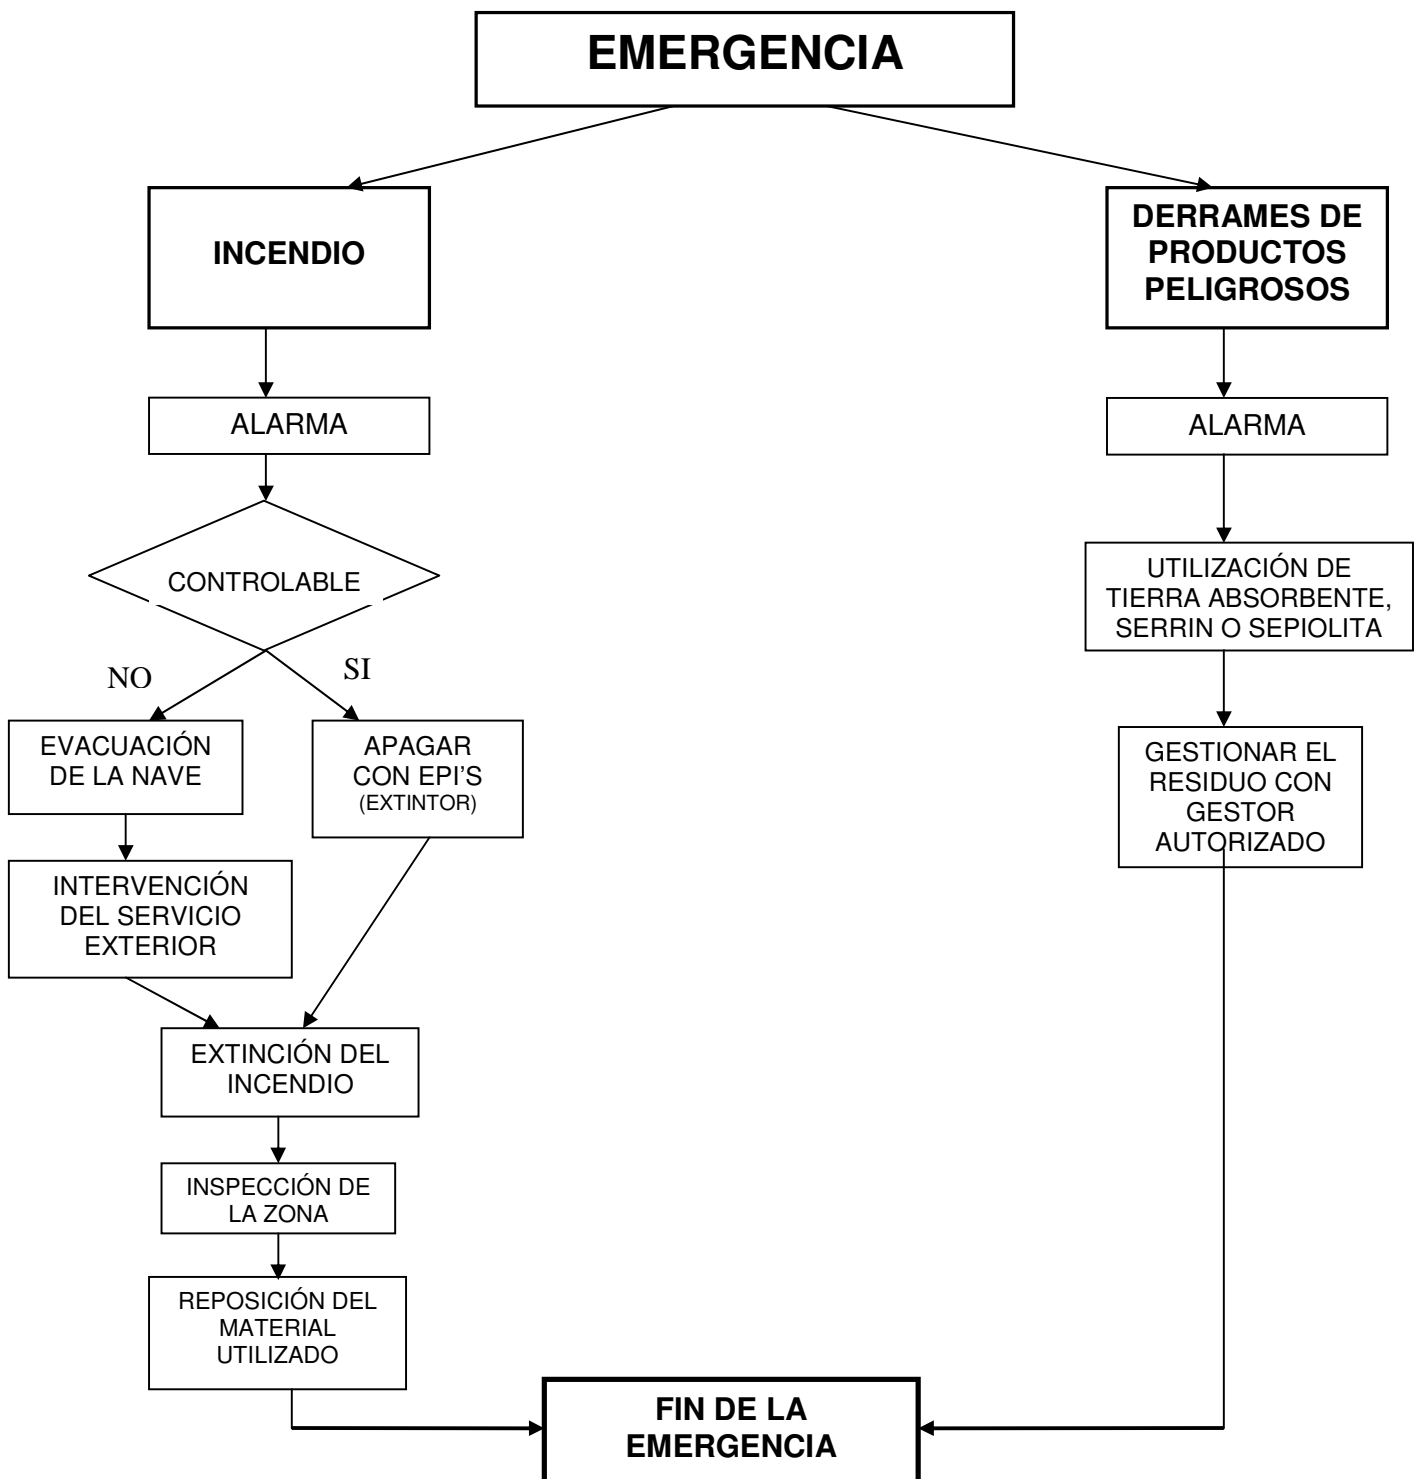 EMERGENCIA
INCENDIO
DERRAMES DE
PRODUCTOS
PELIGROSOS
ALARMA
ALARMA
CONTROLABLE
UTILIZACIÓN DE
TIERRA ABSORBENTE,
SERRIN O SEPIOLITA
NO
SI
EVACUACIÓN
DE LA NAVE
APAGAR
CON EPI'S
(EXTINTOR)
GESTIONAR EL
RESIDUO CON
GESTOR
AUTORIZADO
INTERVENCIÓN
DEL SERVICIO
EXTERIOR
EXTINCIÓN DEL
INCENDIO
INSPECCIÓN DE
LA ZONA
REPOSICIÓN DEL
MATERIAL
UTILIZADO
FIN DE LA
EMERGENCIA